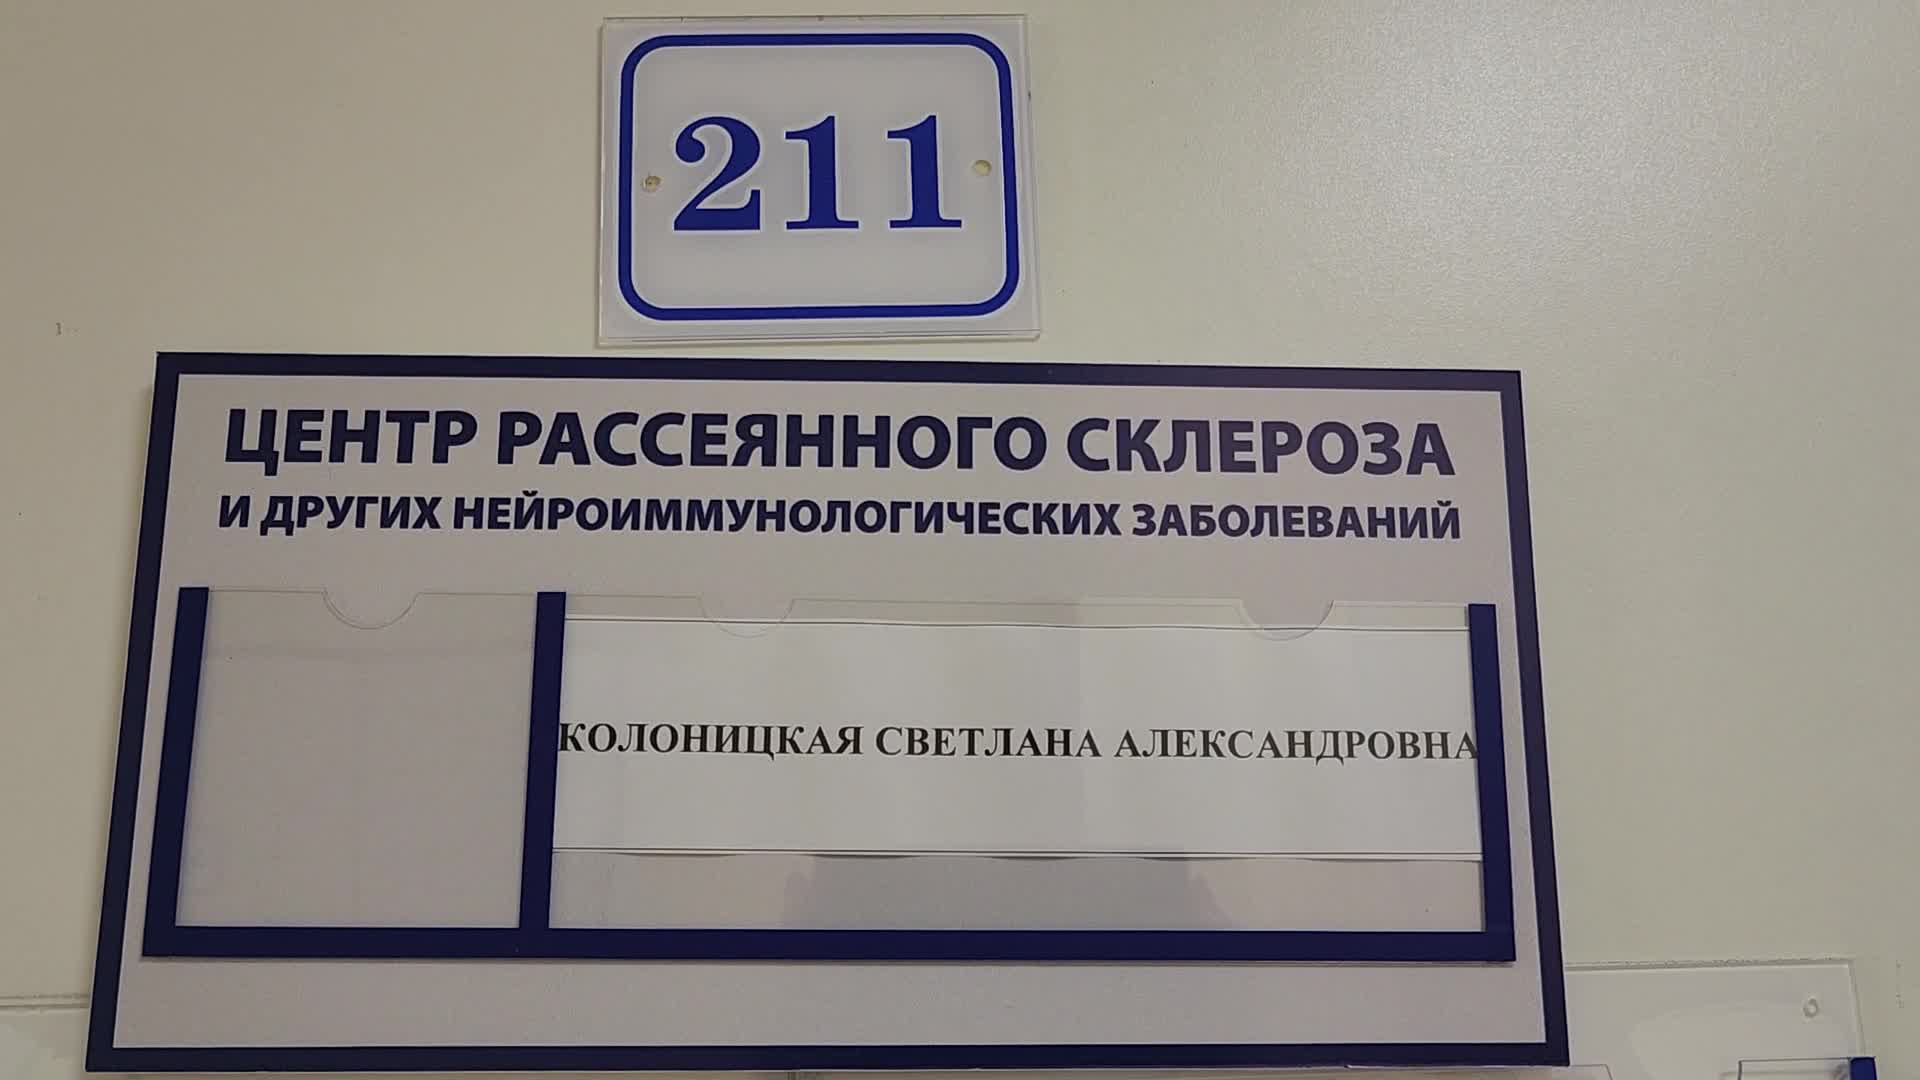 211
ЦЕНТР РАССЕЯННОГО СКЛЕРОЗА
И ДРУГИХ НЕЙРОИММУНОЛОГИЧЕСКИХ ЗАБОЛЕВАНИЙ
КОЛОНИЦКАЯ СВЕТЛАНА АЛЕКСАНДРОВНА